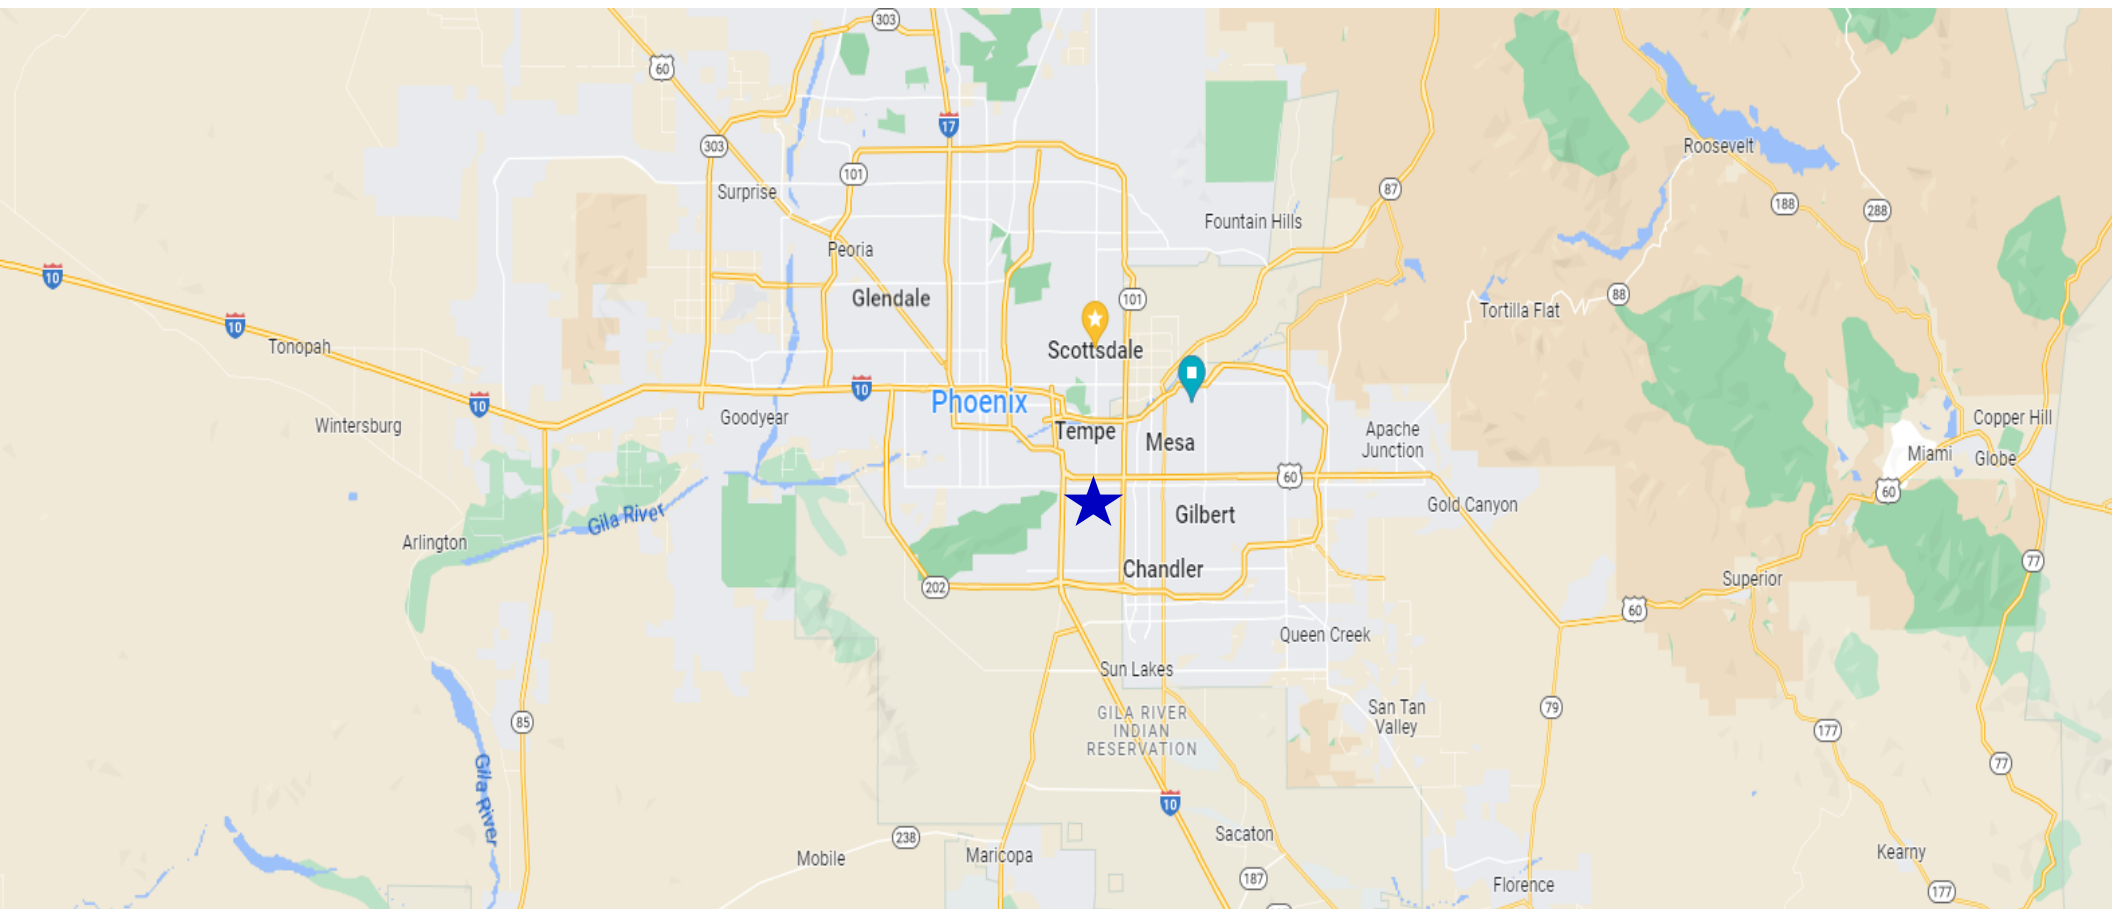 303
60
17
303
101
Surprise
Roosevelt
87
188
288
Fountain Hills
Peoria
10
Glendale
101
88
Tortilla Flat
10
Tonopah
Scottsdale
10
10
Phoenix
Goodyear
Wintersburg
Tempe
Mesa
Apache
Junction
Copper Hill
Miami
Globe
60
60
Gold Canyon
Gila River
Gilbert
Arlington
Chandler
77
Superior
202
60
Queen Creek
Sun Lakes
85
GILA RIVER
INDIAN
RESERVATION
San Tan
Valley
79
177
77
Gila River
10
238
Sacaton
Mobile
Maricopa
Kearny
187
Florence
177